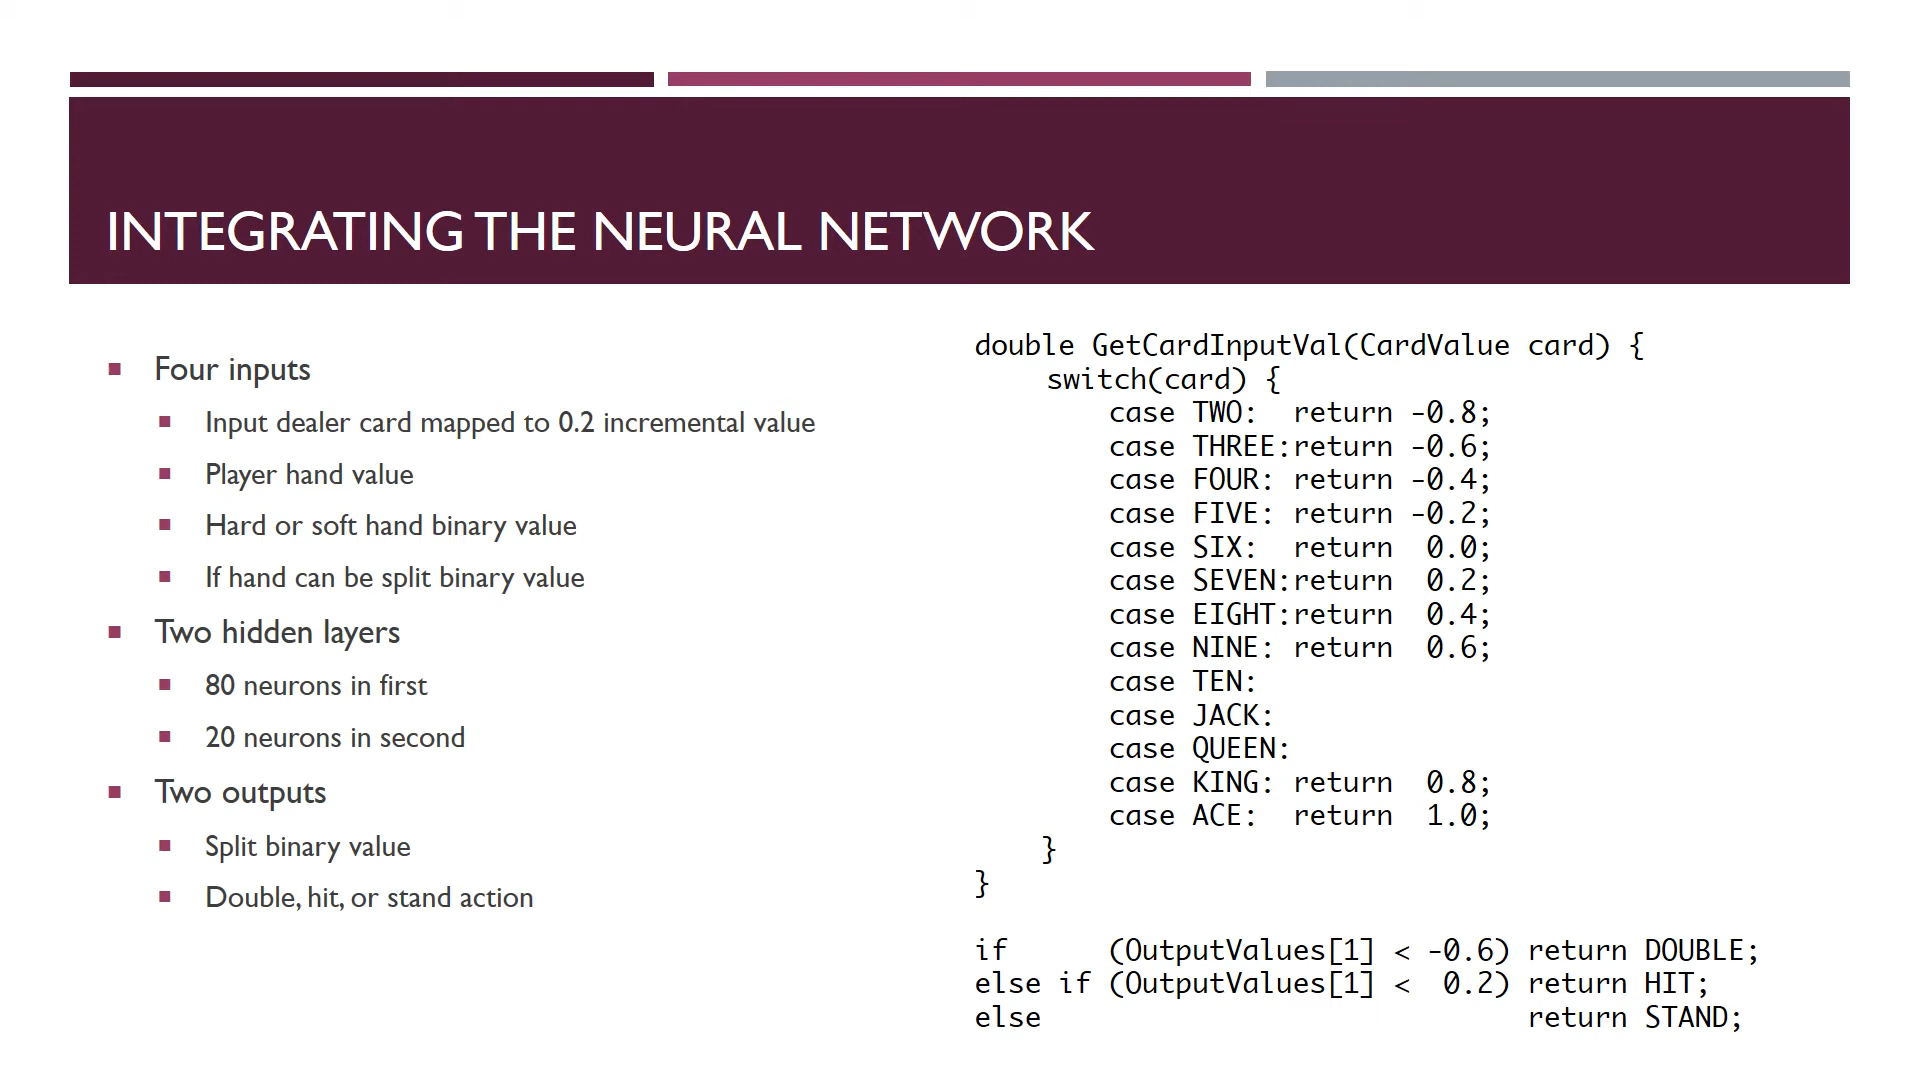 INTEGRATING THE NEURAL NETWORK
Four inputs
Input dealer card mapped to 0.2 incremental value
Player hand value
Hard or soft hand binary value
If hand can be split binary value
Two hidden layers
80 neurons in first
20 neurons in second
Two outputs
Split binary value
Double, hit, or stand action
double GetCardInputVal(CardValue card) {
switch(card) {
case TWO: return -0.8;
case THREE:return -0.6;
case FOUR: return -0.4;
case FIVE: return -0.2;
case SIX: return 0.0;
case SEVEN:return 0.2;
case EIGHT:return 0.4;
case NINE: return 0.6;
case TEN:
case JACK:
case QUEEN:
case KING: return 0.8;
case ACE: return 1.0;
}
}
if (OutputValues[1] < -0.6) return DOUBLE;
else if (OutputValues[1] < 0.2) return HIT;
else return STAND;